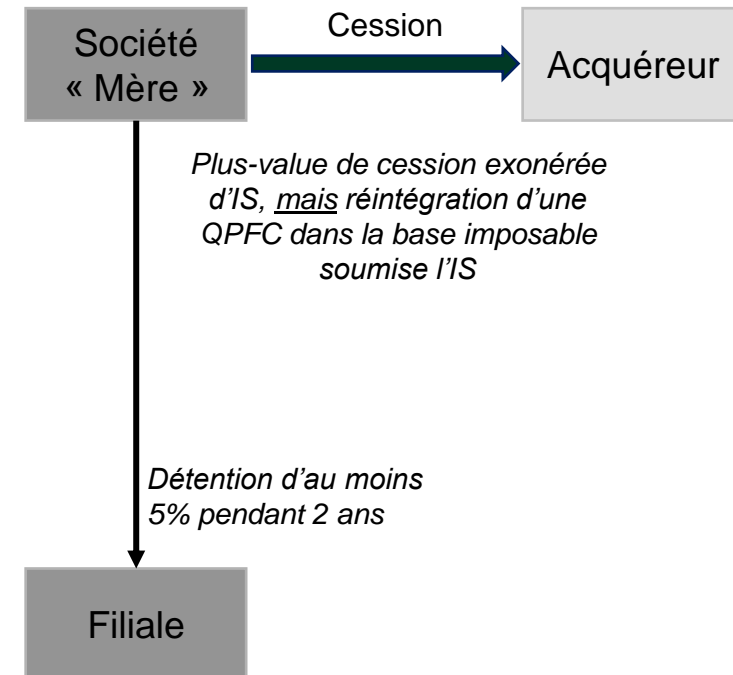 Société
« Mère »
Cession
Acquéreur
Plus-value de cession exonérée
d’IS, mais réintégration d’une
QPFC dans la base imposable
soumise l’IS
Détention d’au moins
5% pendant 2 ans
Filiale